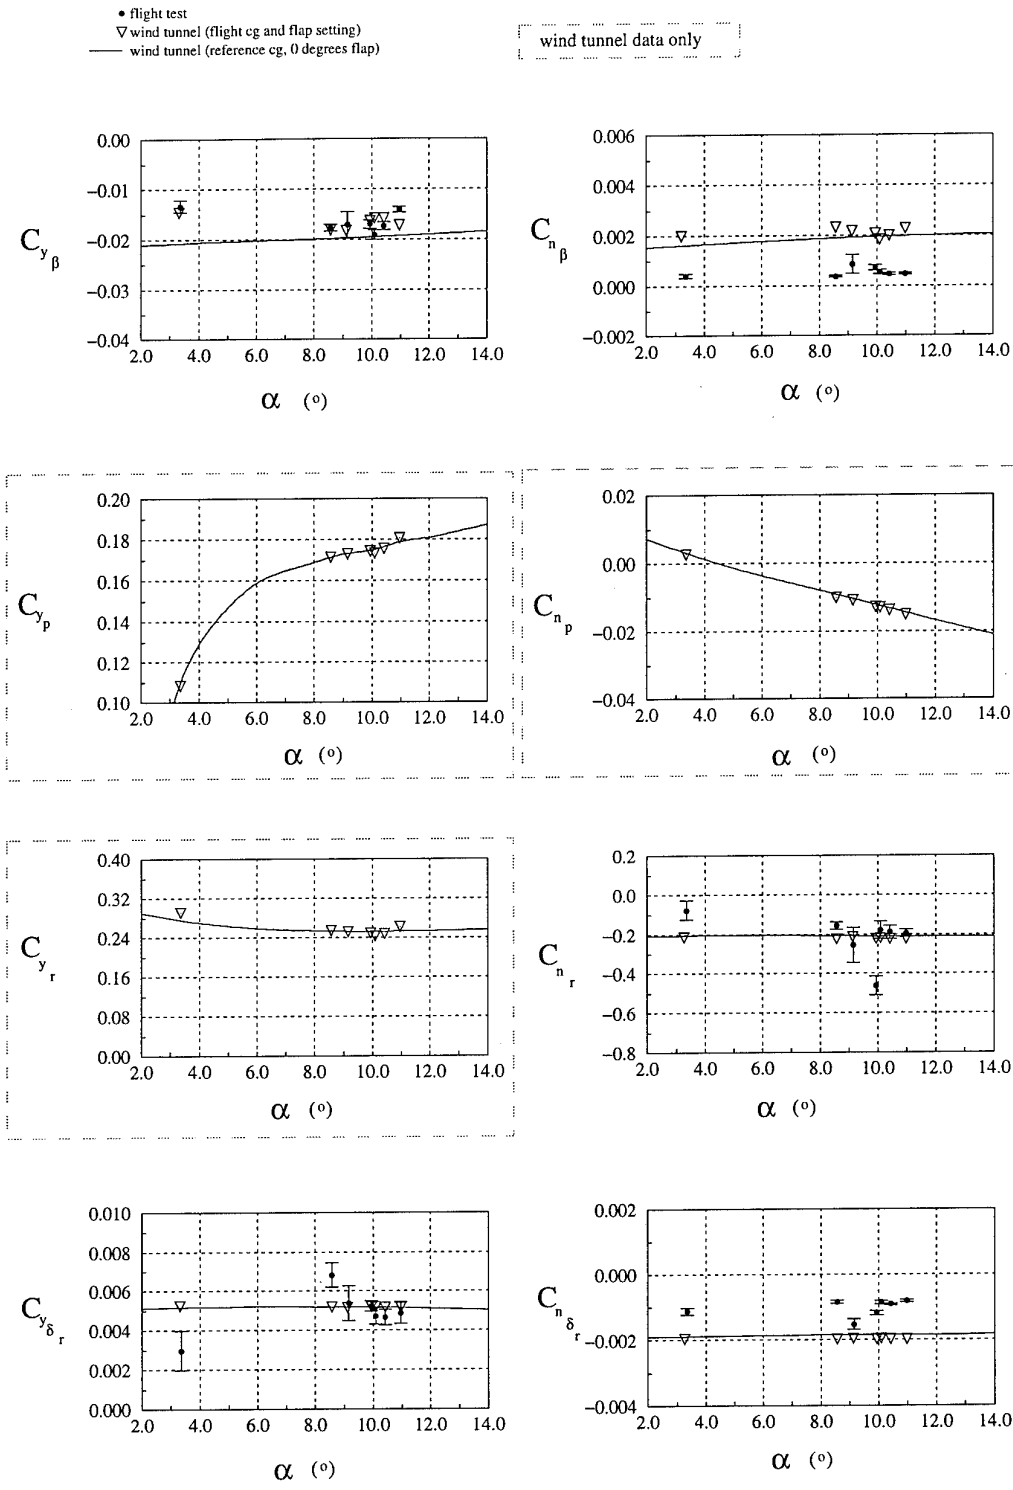 flight test
wind tunnel (flight cg and flap setting)
wind tunnel (reference cg, 0 degrees flap)
wind tunnel data only
0.00
−0.01
−0.02
−0.03
−0.04
C y β
2.0 4.0 6.0 8.0 10.0 12.0 14.0
α (°)
0.006
0.004
0.002
0.000
−0.002
C n β
2.0 4.0 6.0 8.0 10.0 12.0 14.0
α (°)
0.20
0.18
0.16
0.14
0.12
0.10
C y p
2.0 4.0 6.0 8.0 10.0 12.0 14.0
α (°)
0.02
0.00
−0.02
−0.04
C n p
2.0 4.0 6.0 8.0 10.0 12.0 14.0
α (°)
0.40
0.32
0.24
0.16
0.08
0.00
C y r
2.0 4.0 6.0 8.0 10.0 12.0 14.0
α (°)
0.2
0.0
−0.2
−0.4
−0.6
−0.8
C n r
2.0 4.0 6.0 8.0 10.0 12.0 14.0
α (°)
0.010
0.008
0.006
0.004
0.002
0.000
C y δ r
2.0 4.0 6.0 8.0 10.0 12.0 14.0
α (°)
0.002
0.000
−0.002
−0.004
C n δ r
2.0 4.0 6.0 8.0 10.0 12.0 14.0
α (°)